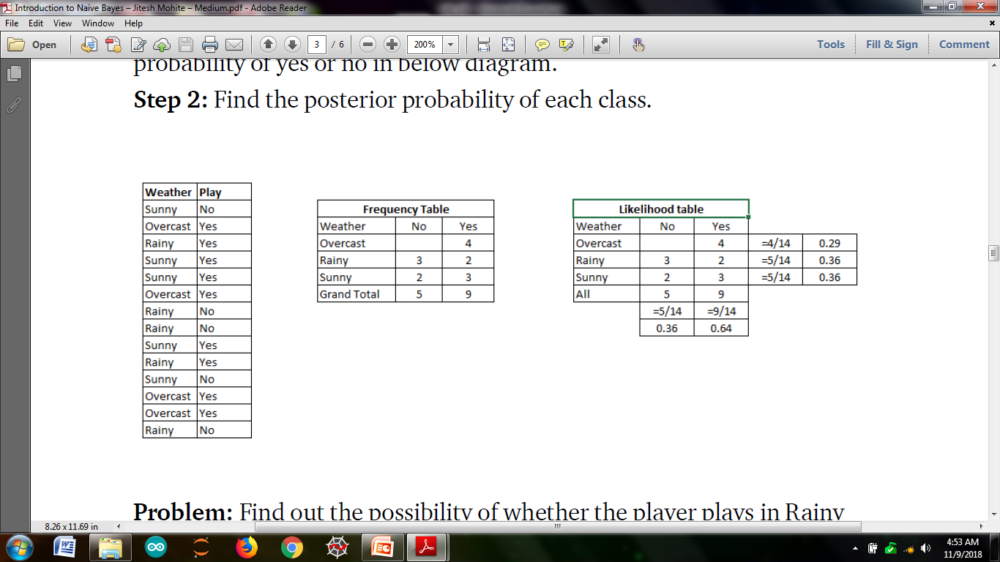 Introduction to Naive Bayes – Jitesh Mohite – Medium.pdf - Adobe Reader
File Edit View Window Help
Open 3 / 6 200% Tools Fill & Sign Comment
probability of yes or no in below diagram.
Step 2: Find the posterior probability of each class.
Weather Play
Sunny No
Overcast Yes
Rainy Yes
Sunny Yes
Sunny Yes
Overcast Yes
Rainy No
Rainy No
Sunny Yes
Rainy Yes
Sunny No
Overcast Yes
Overcast Yes
Rainy No
Frequency Table
Weather No Yes
Overcast 4
Rainy 3 2
Sunny 2 3
Grand Total 5 9
Likelihood table
Weather No Yes
Overcast 4 =4/14 0.29
Rainy 3 2 =5/14 0.36
Sunny 2 3 =5/14 0.36
All 5 9
=5/14 =9/14
0.36 0.64
Problem: Find out the possibility of whether the player plays in Rainy
8.26 x 11.69 in
4:53 AM
11/9/2018